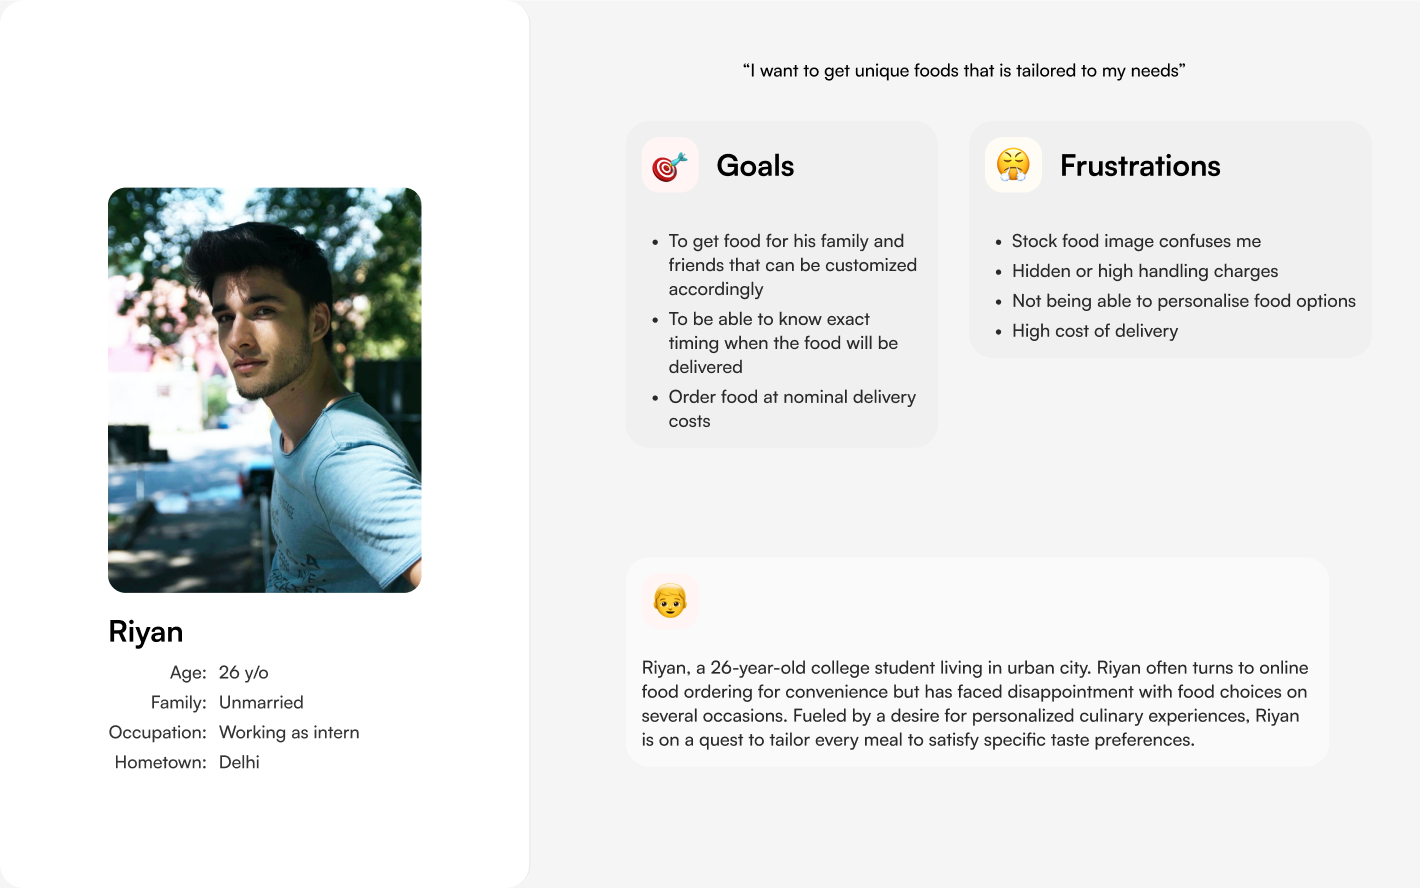 “I want to get unique foods that is tailored to my needs”
Goals
To get food for his family and
friends that can be customized
accordingly
To be able to know exact
timing when the food will be
delivered
Order food at nominal delivery
costs
Frustrations
Stock food image confuses me
Hidden or high handling charges
Not being able to personalise food options
High cost of delivery
Riyan
Age: 26 y/o
Family: Unmarried
Occupation: Working as intern
Hometown: Delhi
Riyan, a 26-year-old college student living in urban city. Riyan often turns to online
food ordering for convenience but has faced disappointment with food choices on
several occasions. Fueled by a desire for personalized culinary experiences, Riyan
is on a quest to tailor every meal to satisfy specific taste preferences.